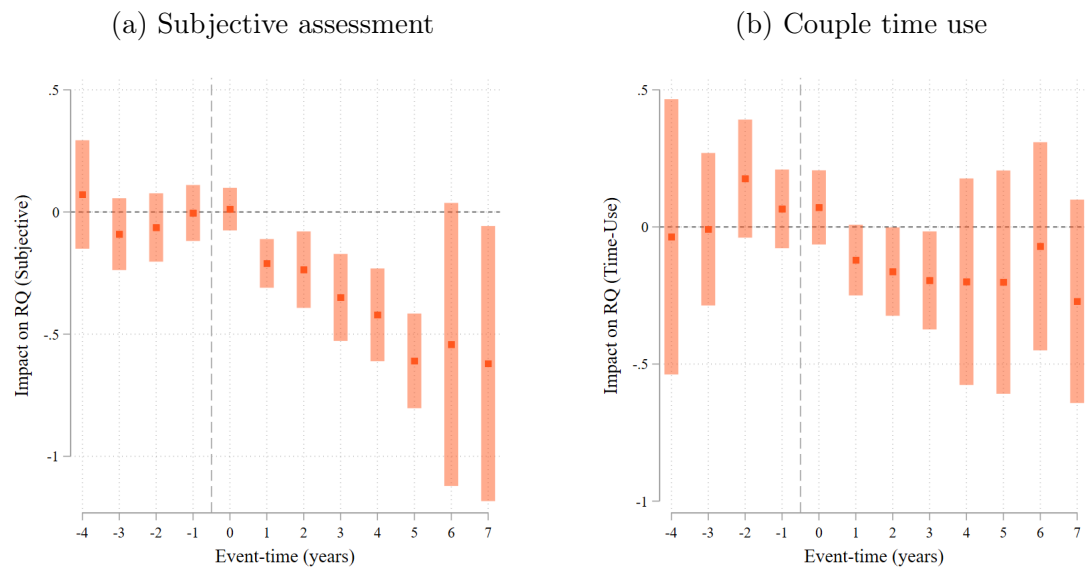 (a) Subjective assessment
(b) Couple time use
Impact on RQ (Subjective)
.5
0
-.5
-1
-4 -3 -2 -1 0 1 2 3 4 5 6 7
Event-time (years)
Impact on RQ (Time-Use)
.5
0
-.5
-1
-4 -3 -2 -1 0 1 2 3 4 5 6 7
Event-time (years)